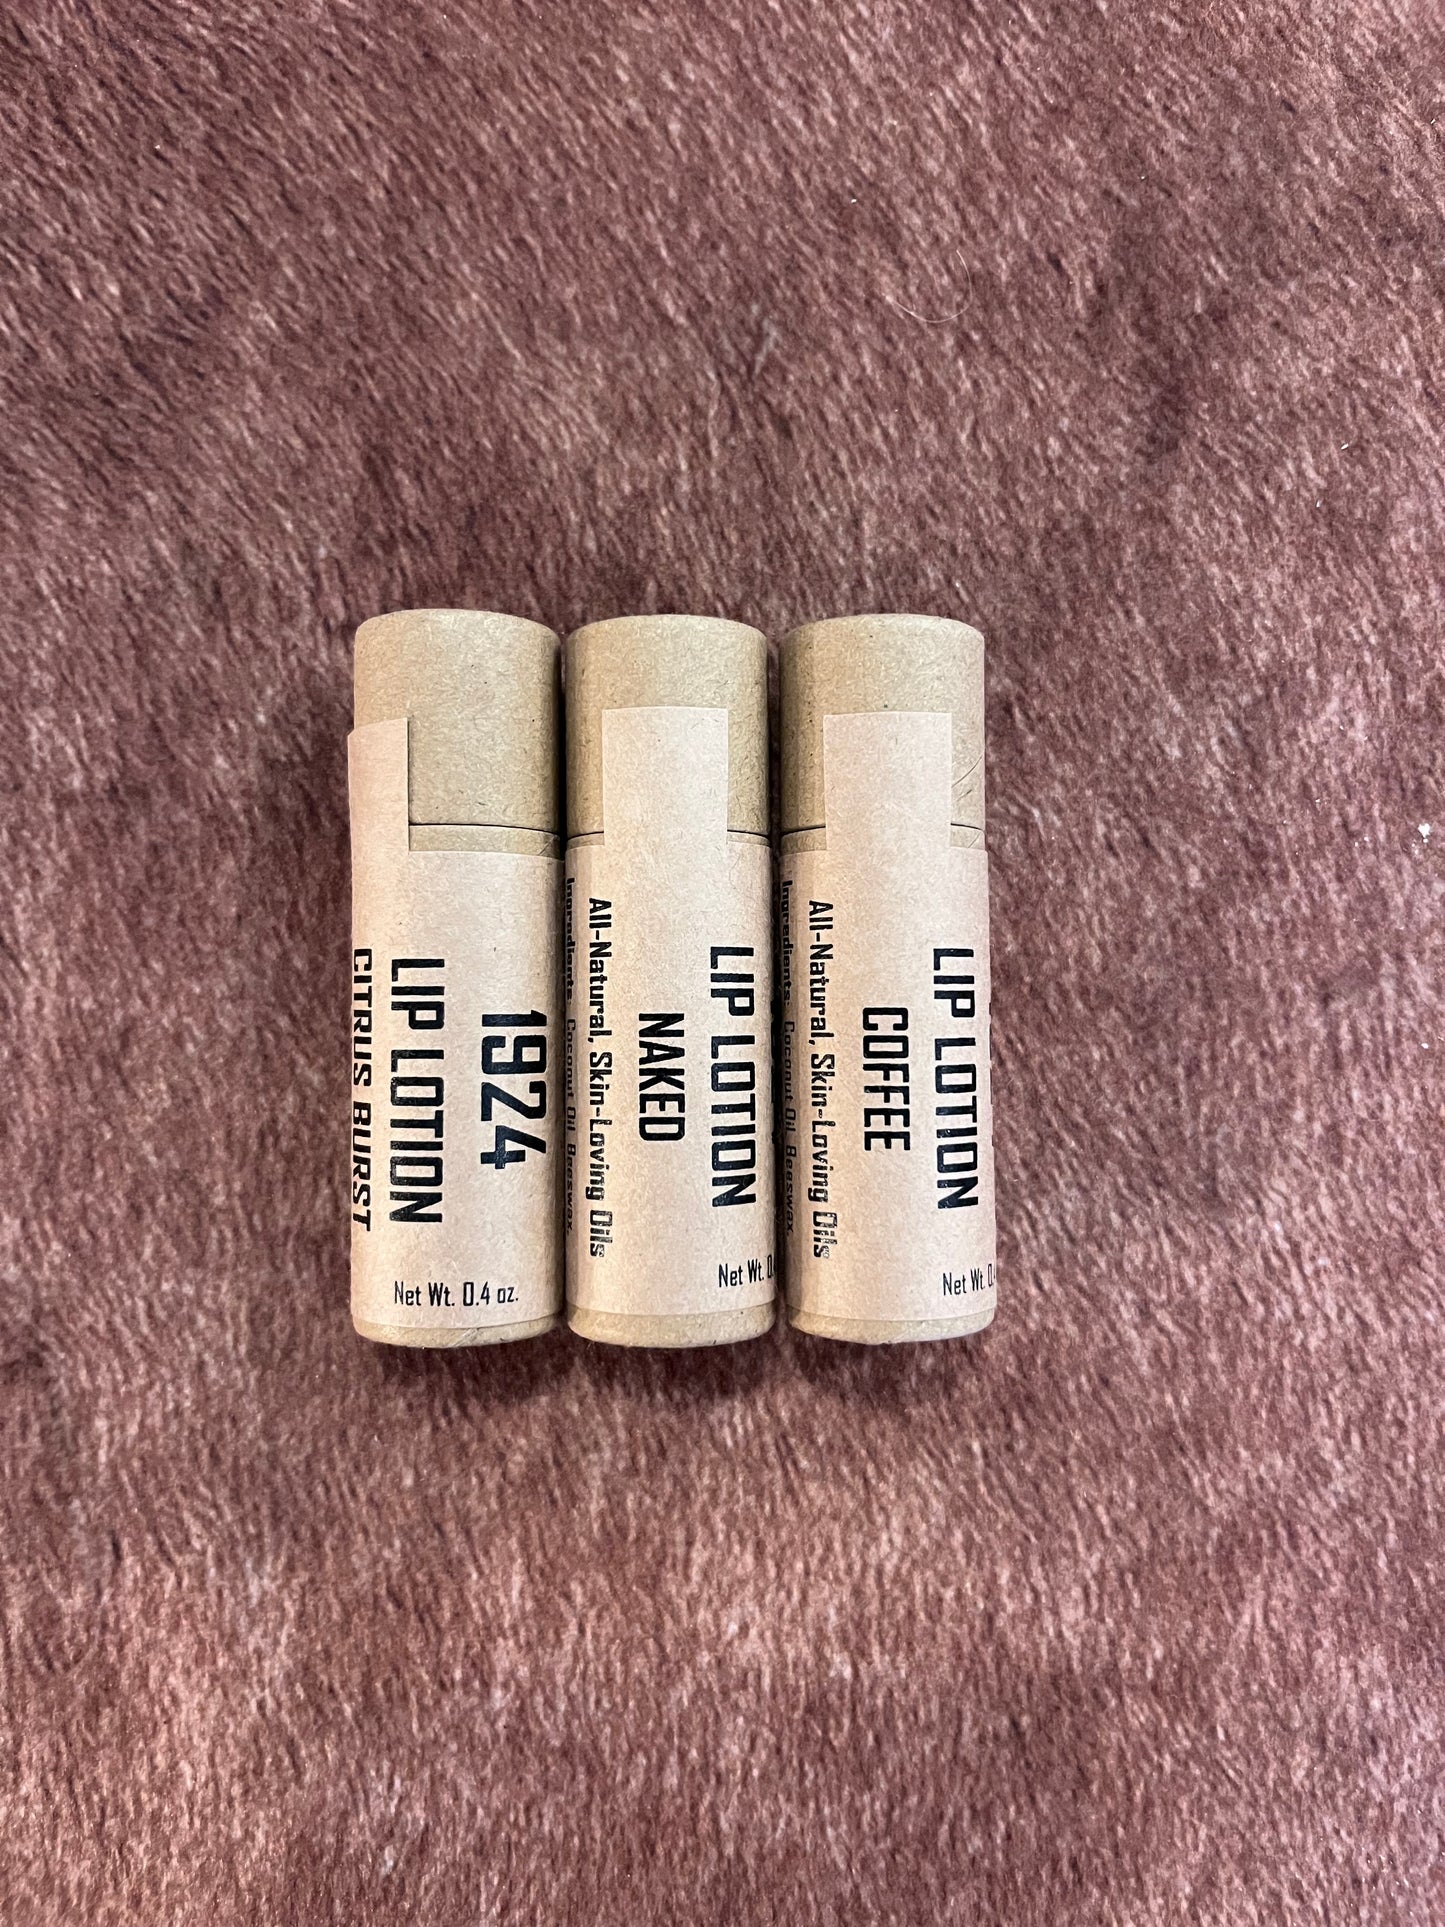 1924
LIP LOTION
CITRUS BURST
Net Wt. 0.4 oz.
LIP LOTION
NAKED
All-Natural, Skin-Loving Oils
Ingredients: Coconut Oil, Beeswax,
Net Wt. 0.
LIP LOTION
COFFEE
All-Natural, Skin-Loving Oils
Ingredients: Coconut Oil, Beeswax,
Net Wt. 0.